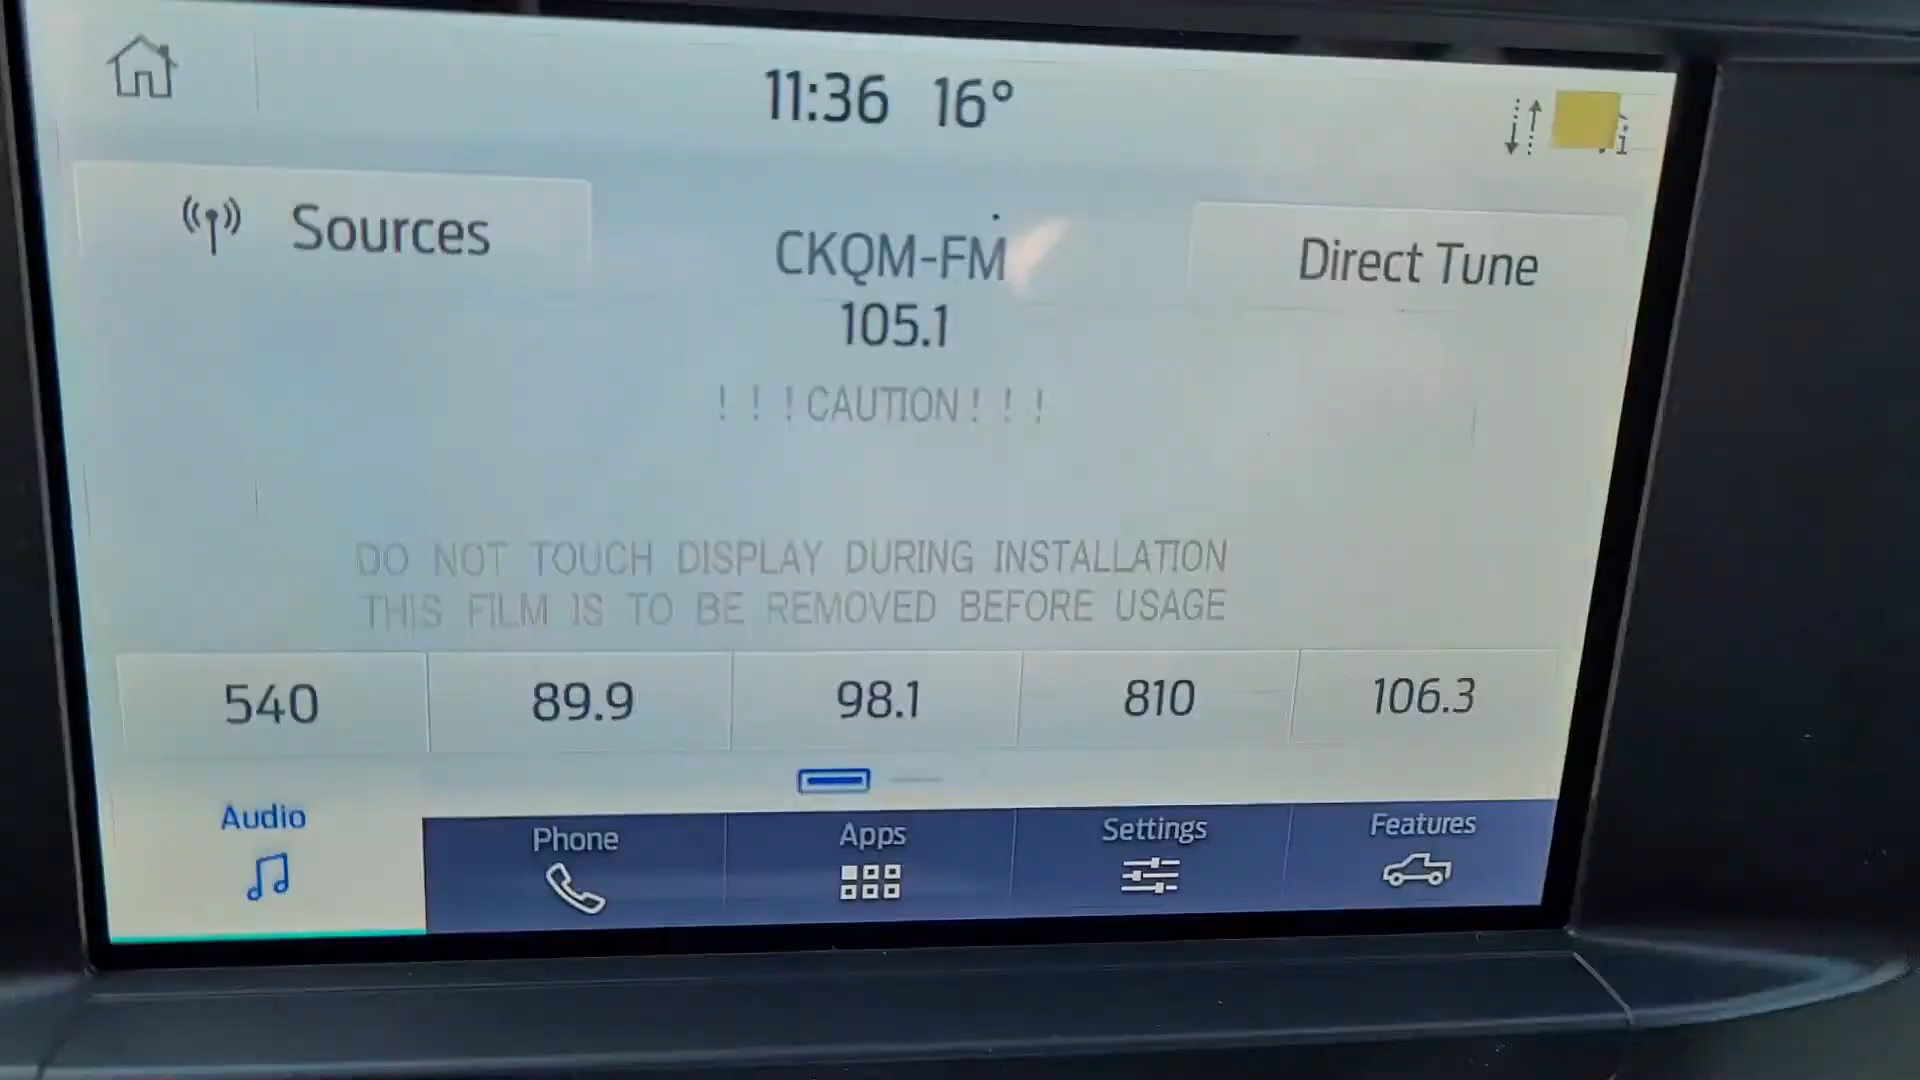 11:36 16°
Sources
CKQM-FM
Direct Tune
105.1
! ! ! CAUTION ! ! !
DO NOT TOUCH DISPLAY DURING INSTALLATION
THIS FILM IS TO BE REMOVED BEFORE USAGE
540 89.9 98.1 810 106.3
Audio Phone Apps Settings Features